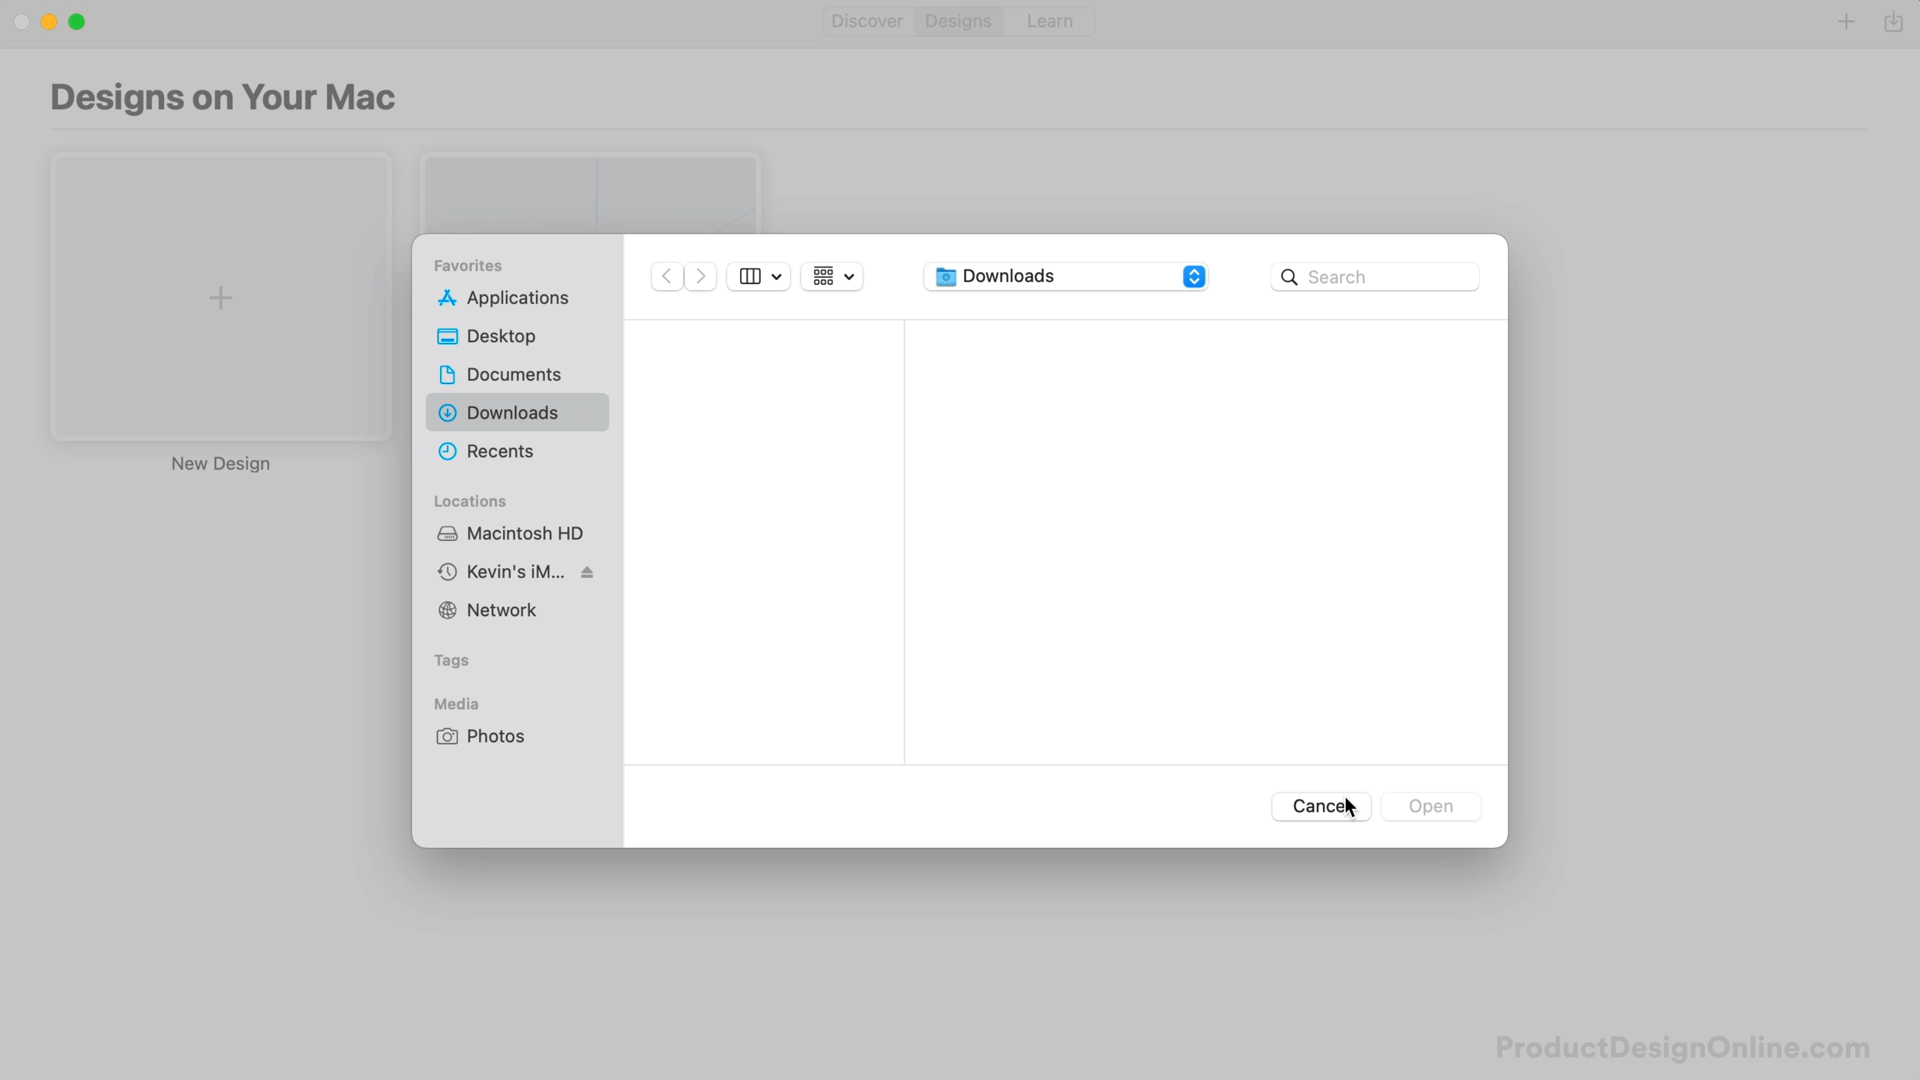 Discover
Designs
Learn
Designs on Your Mac
New Design
Favorites
Applications
Desktop
Documents
Downloads
Recents
Locations
Macintosh HD
Kevin's iM...
Network
Tags
Media
Photos
Downloads
Search
Cancel
Open
ProductDesignOnline.com